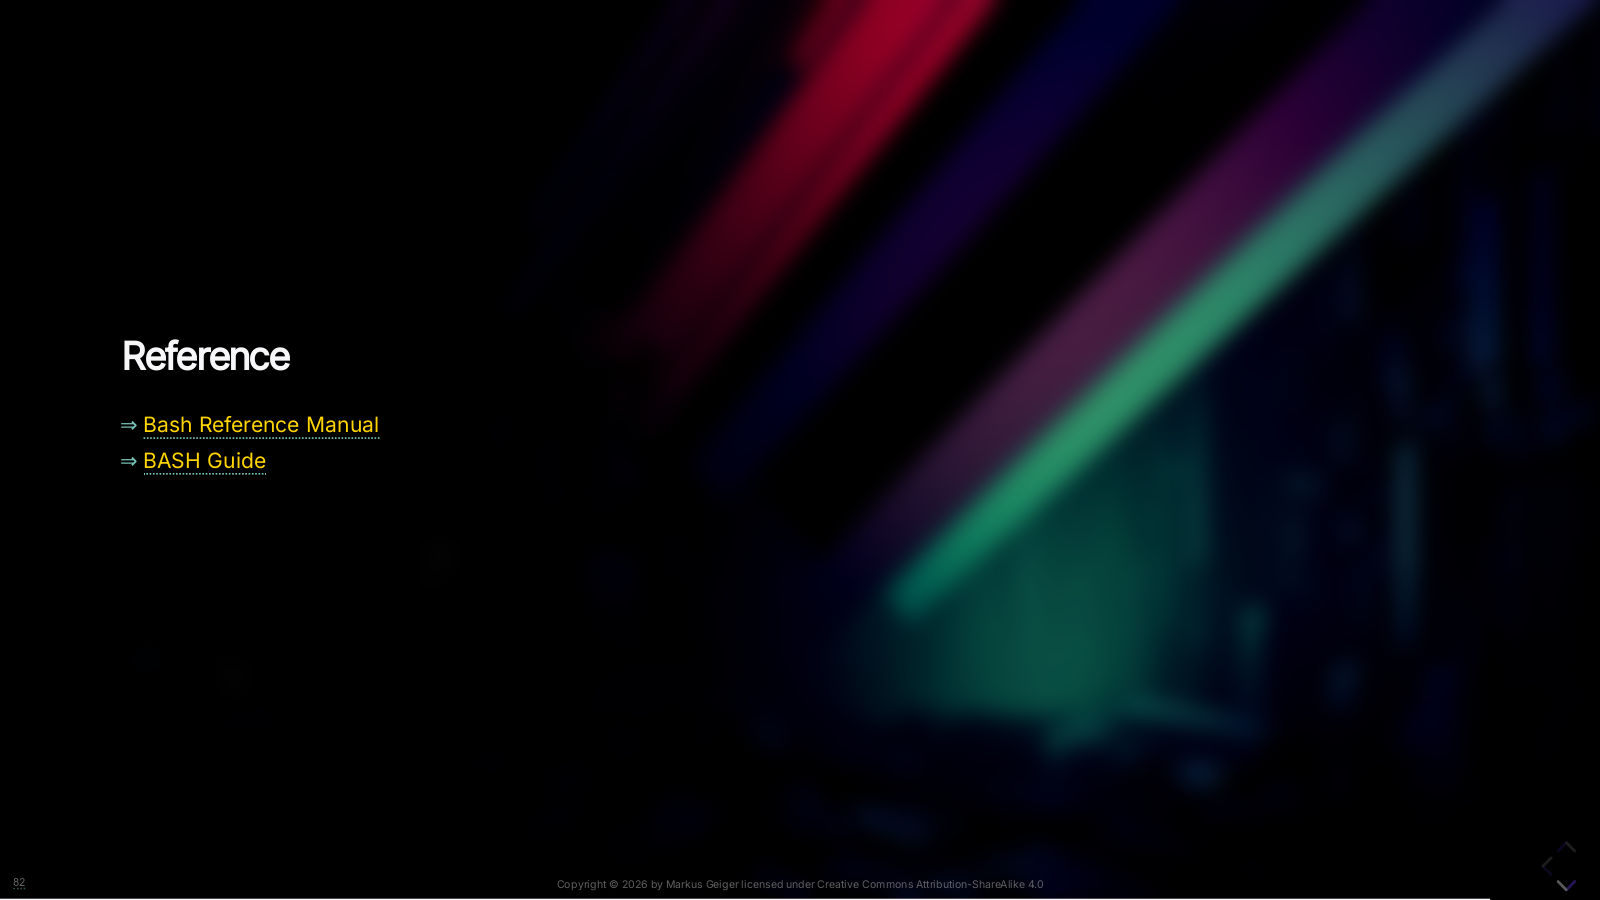 Reference
⇒ Bash Reference Manual
⇒ BASH Guide
82
Copyright © 2026 by Markus Geiger licensed under Creative Commons Attribution-ShareAlike 4.0